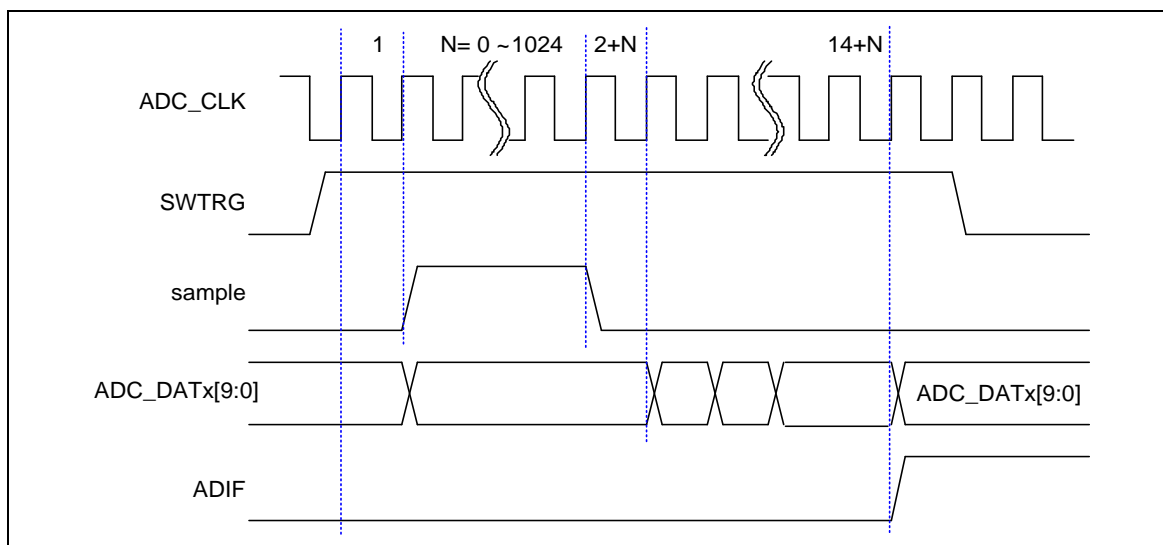 1 N= 0 ~1024 2+N 14+N
ADC_CLK
SWTRG
sample
ADC_DATx[9:0] ADC_DATx[9:0]
ADIF